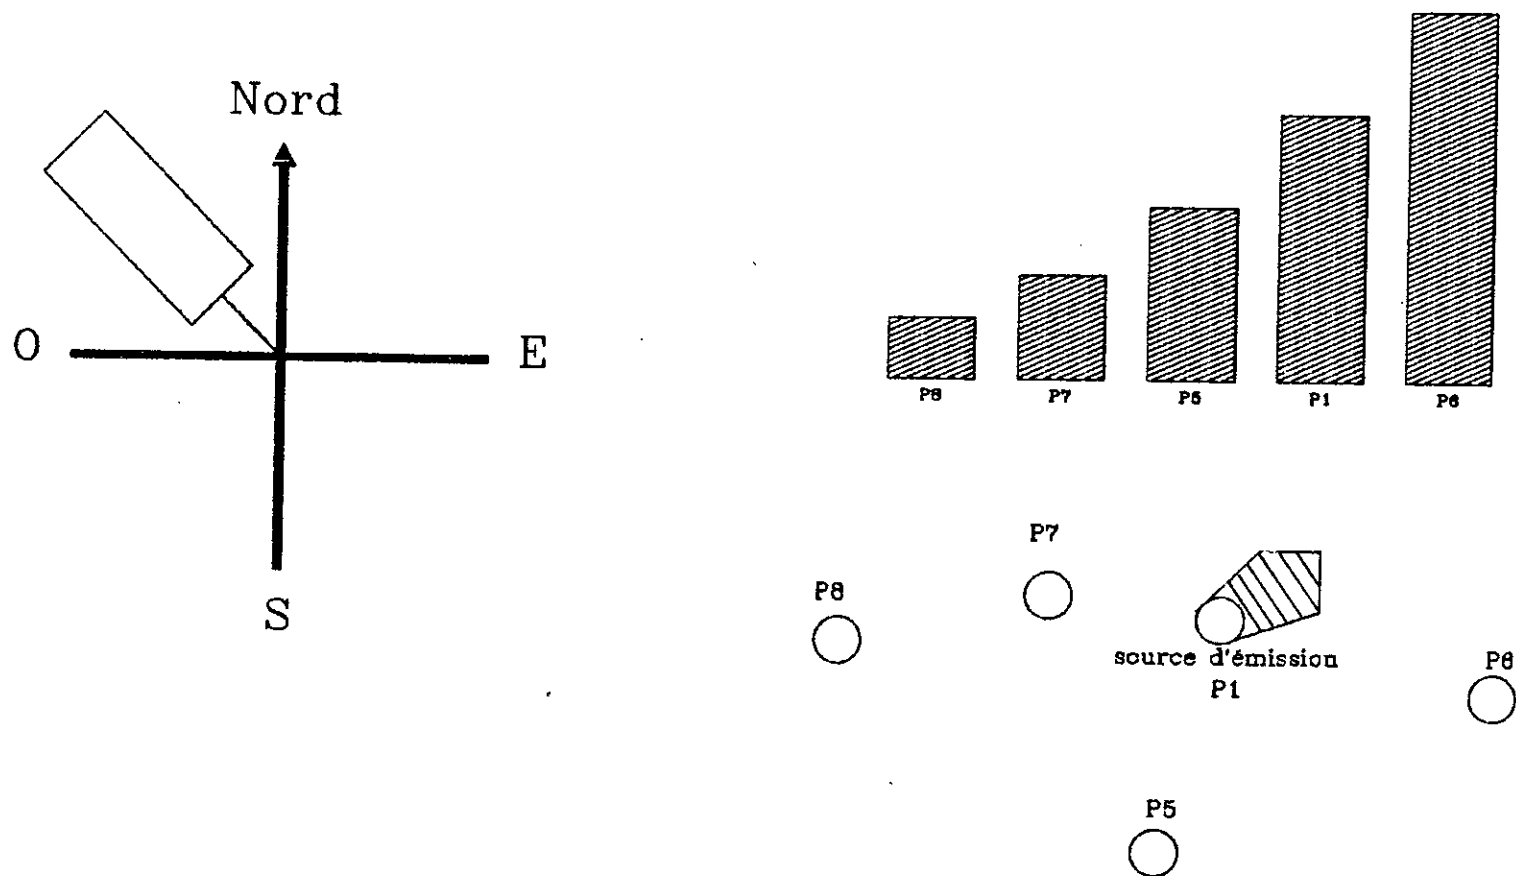 Nord
O
E
S
P8 P7 P5 P1 P6
P7
P8
source d'émission
P1
P6
P5